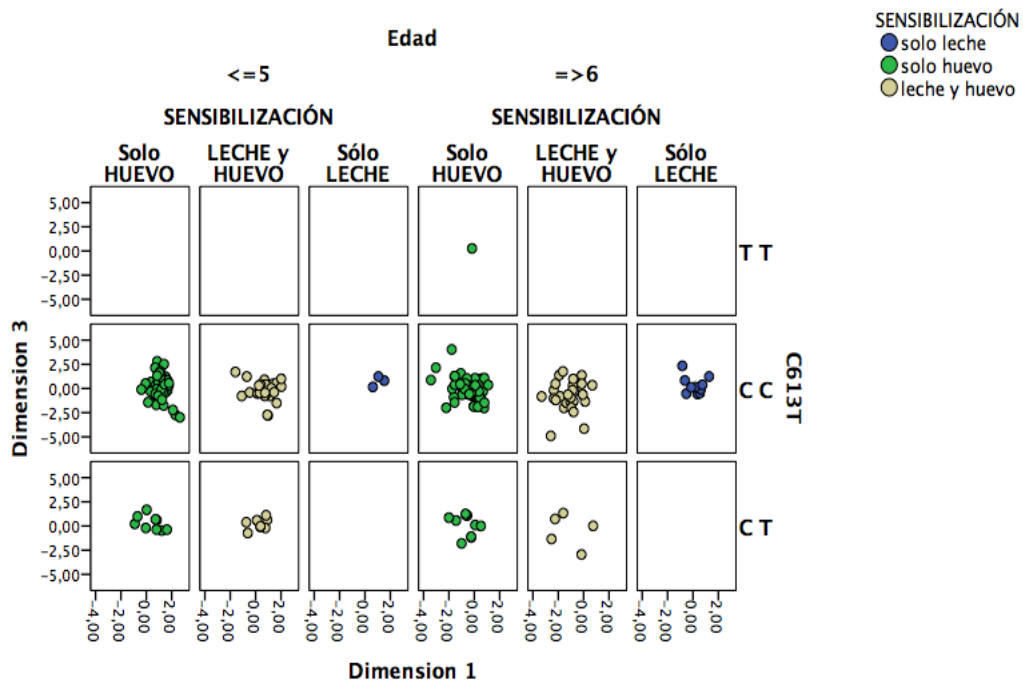 SENSIBILIZACIÓN
solo leche
solo huevo
leche y huevo
Edad
<=5
=>6
SENSIBILIZACIÓN
SENSIBILIZACIÓN
Solo
HUEVO
LECHE y
HUEVO
Sólo
LECHE
Solo
HUEVO
LECHE y
HUEVO
Sólo
LECHE
5,00
2,50
0,00
−2,50
−5,00
T T
5,00
2,50
0,00
−2,50
−5,00
C C
5,00
2,50
0,00
−2,50
−5,00
C T
Dimension 3
C613T
−4,00
−2,00
0,00
2,00
−4,00
−2,00
0,00
2,00
−4,00
−2,00
0,00
2,00
−4,00
−2,00
0,00
2,00
−4,00
−2,00
0,00
2,00
−4,00
−2,00
0,00
2,00
Dimension 1